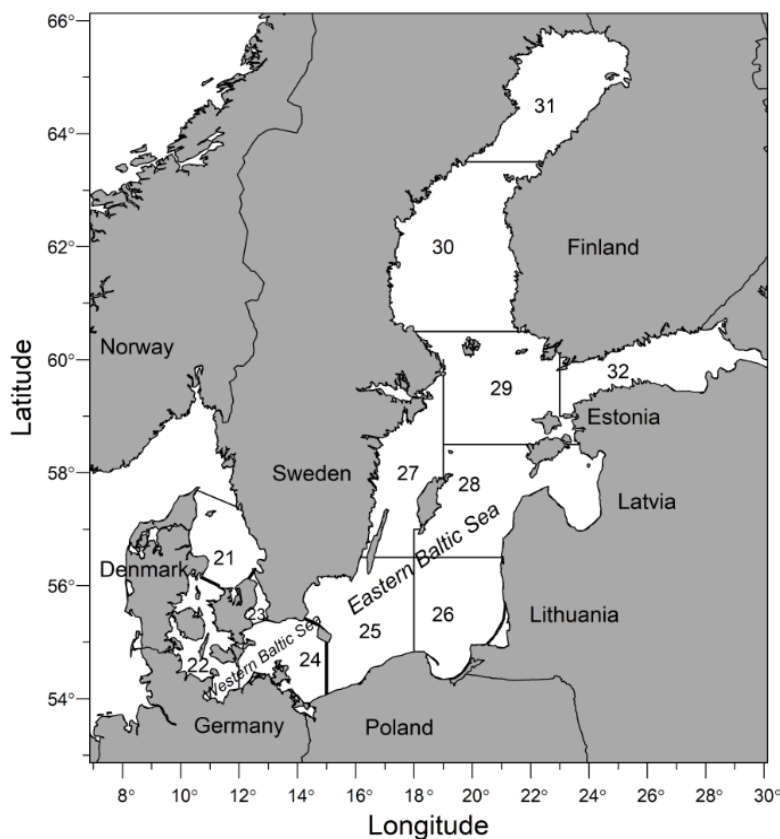 66°
64°
62°
60°
58°
56°
54°
Latitude
31
30
Finland
Norway
29
32
Estonia
Sweden
27
28
Latvia
21
Eastern Baltic Sea
Denmark
23
25
26
Lithuania
22
Western Baltic Sea
24
Germany
Poland
8° 10° 12° 14° 16° 18° 20° 22° 24° 26° 28° 30°
Longitude